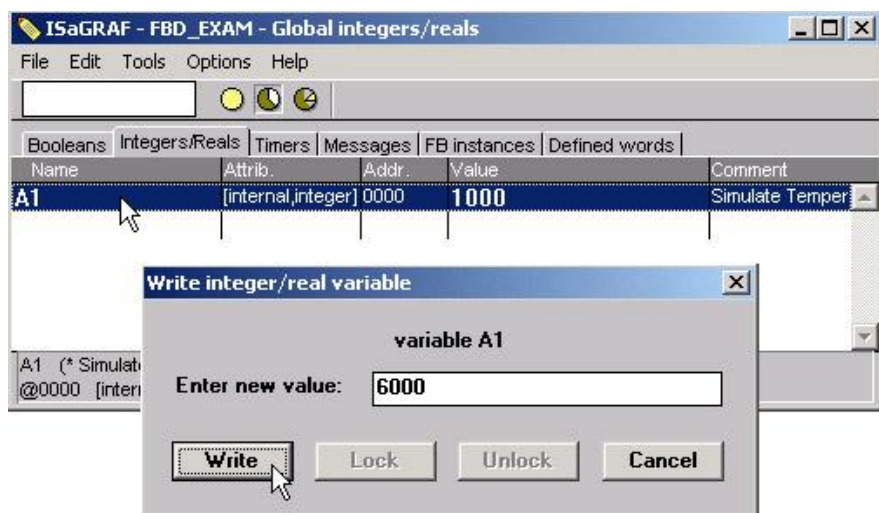 ISaGRAF - FBD_EXAM - Global integers/reals
File Edit Tools Options Help
Booleans Integers/Reals Timers Messages FB instances Defined words
Name Attrib. Addr. Value Comment
A1 [internal,integer] 0000 1000 Simulate Temper
Write integer/real variable
variable A1
A1 (* Simulat
@0000 [inter
Enter new value: 6000
Write Lock Unlock Cancel